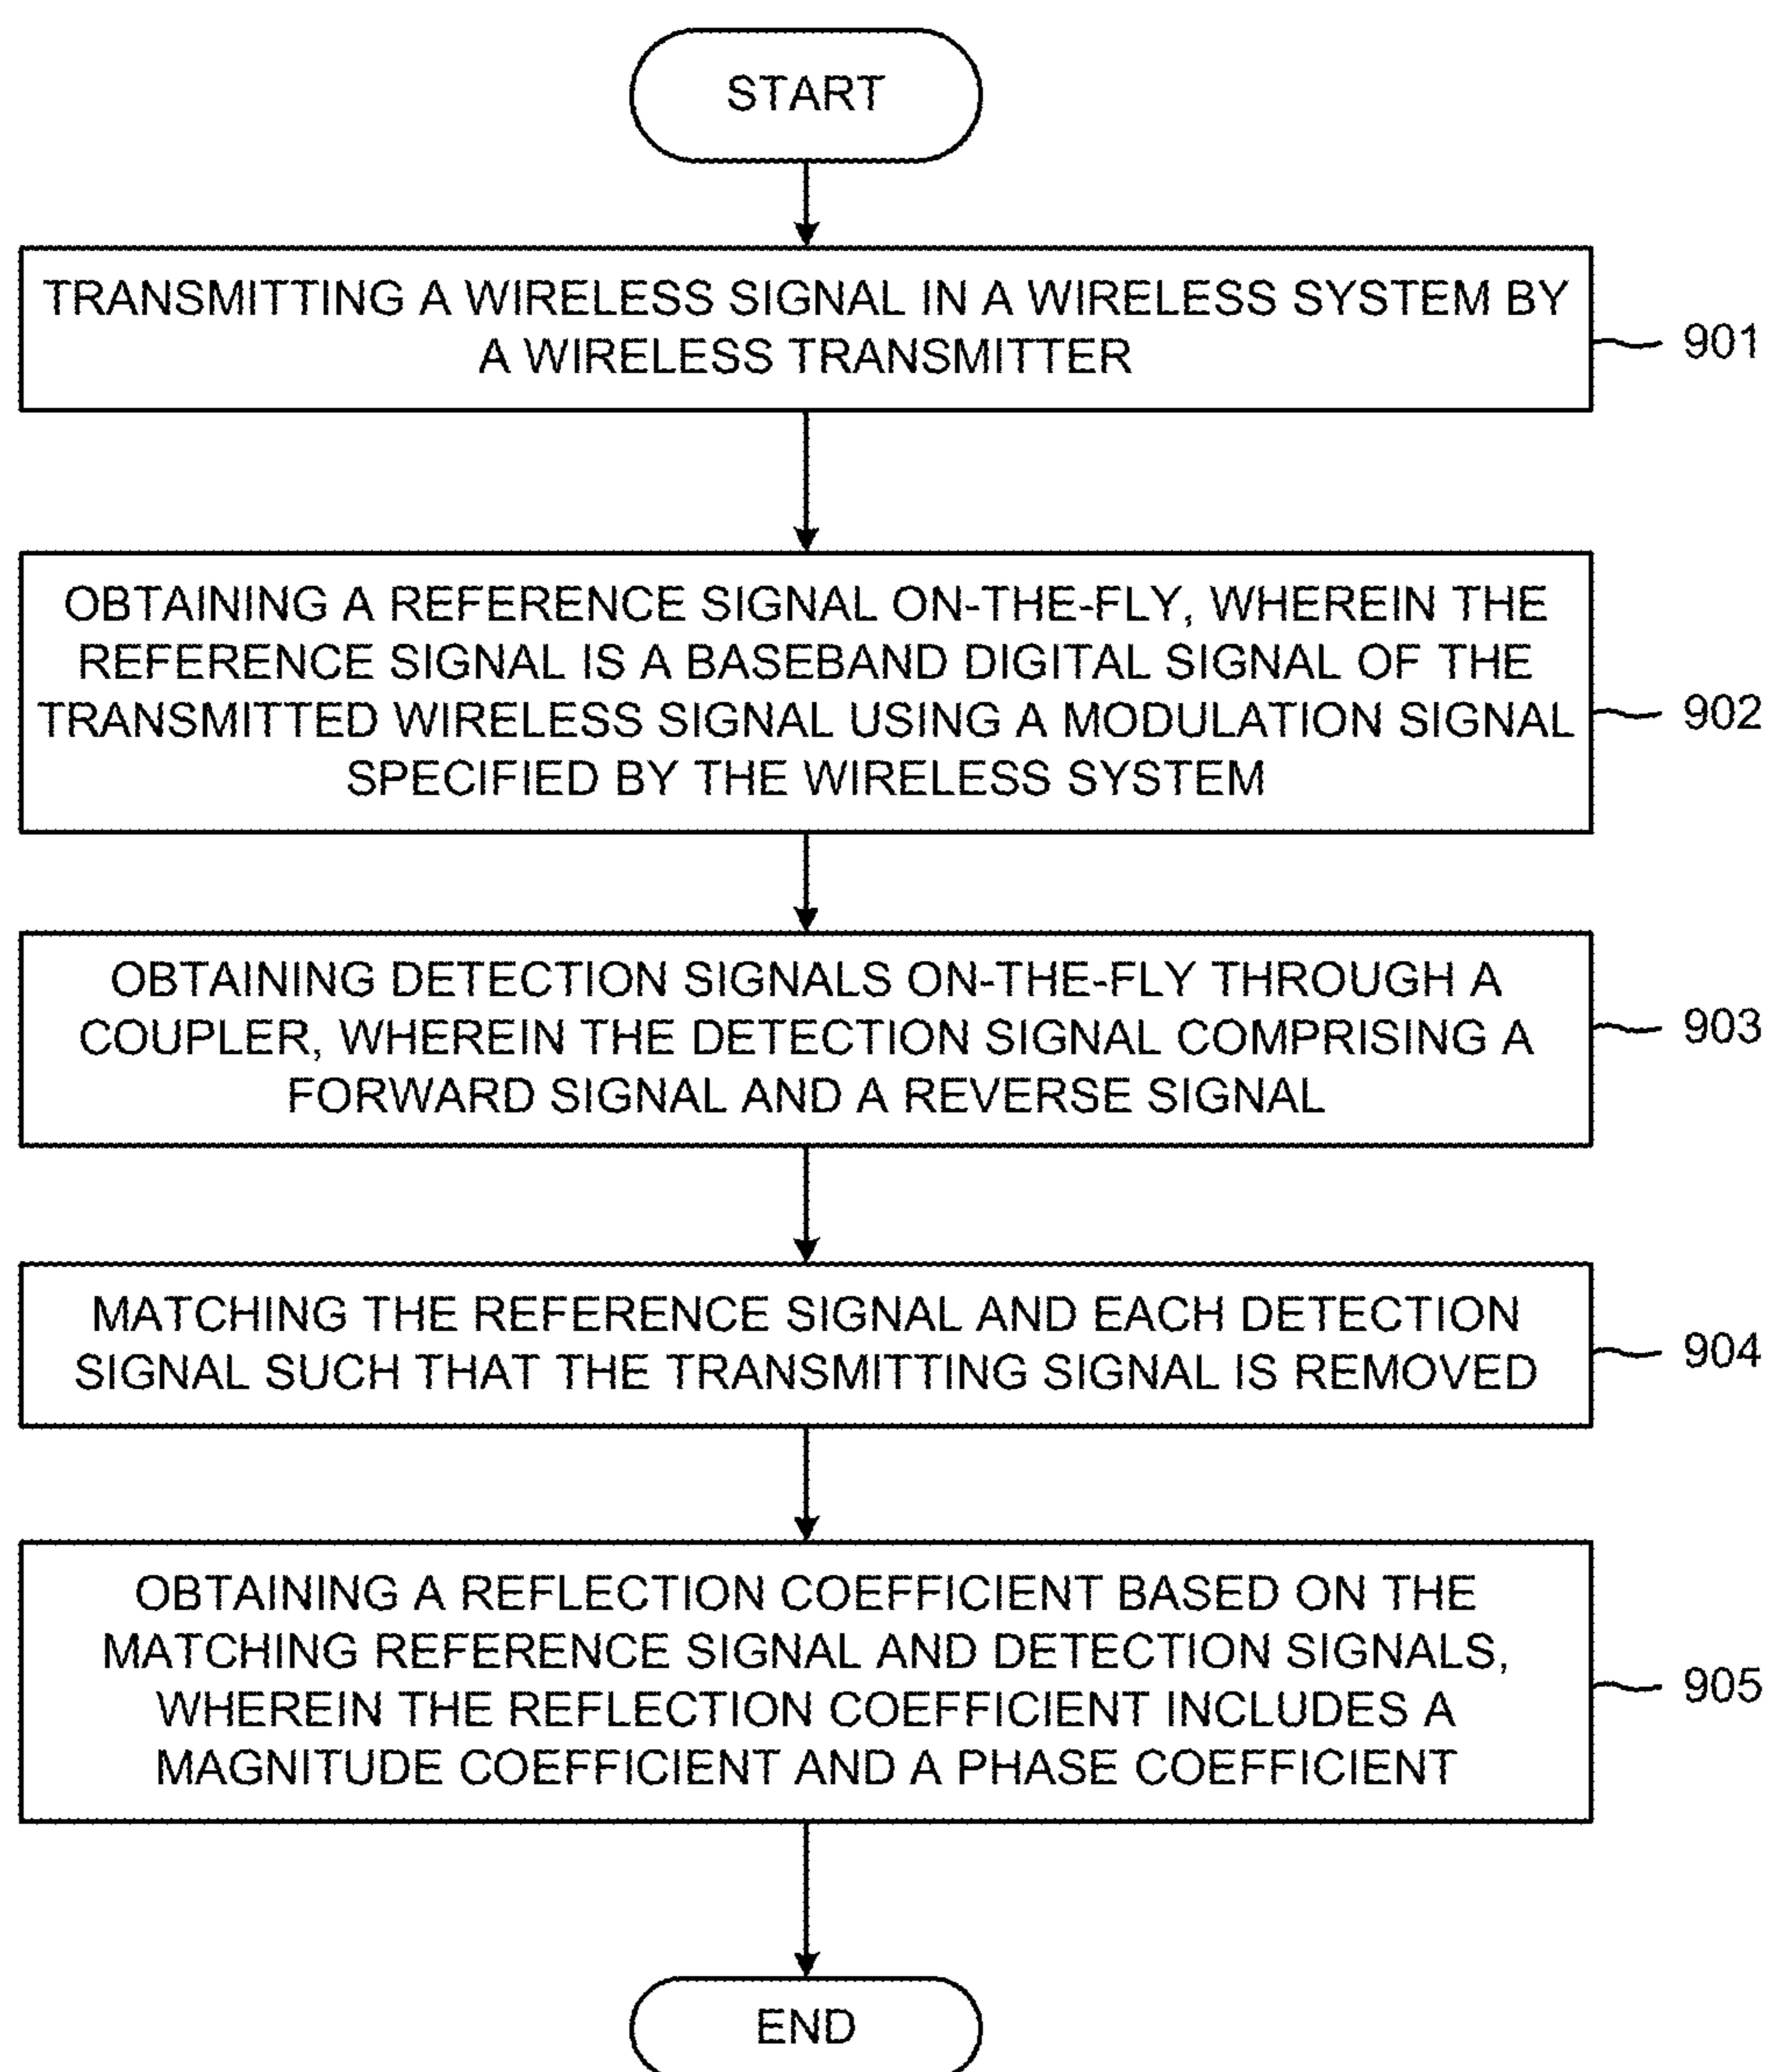 START
TRANSMITTING A WIRELESS SIGNAL IN A WIRELESS SYSTEM BY
A WIRELESS TRANSMITTER
901
OBTAINING A REFERENCE SIGNAL ON-THE-FLY, WHEREIN THE
REFERENCE SIGNAL IS A BASEBAND DIGITAL SIGNAL OF THE
TRANSMITTED WIRELESS SIGNAL USING A MODULATION SIGNAL
SPECIFIED BY THE WIRELESS SYSTEM
902
OBTAINING DETECTION SIGNALS ON-THE-FLY THROUGH A
COUPLER, WHEREIN THE DETECTION SIGNAL COMPRISING A
FORWARD SIGNAL AND A REVERSE SIGNAL
903
MATCHING THE REFERENCE SIGNAL AND EACH DETECTION
SIGNAL SUCH THAT THE TRANSMITTING SIGNAL IS REMOVED
904
OBTAINING A REFLECTION COEFFICIENT BASED ON THE
MATCHING REFERENCE SIGNAL AND DETECTION SIGNALS,
WHEREIN THE REFLECTION COEFFICIENT INCLUDES A
MAGNITUDE COEFFICIENT AND A PHASE COEFFICIENT
905
END